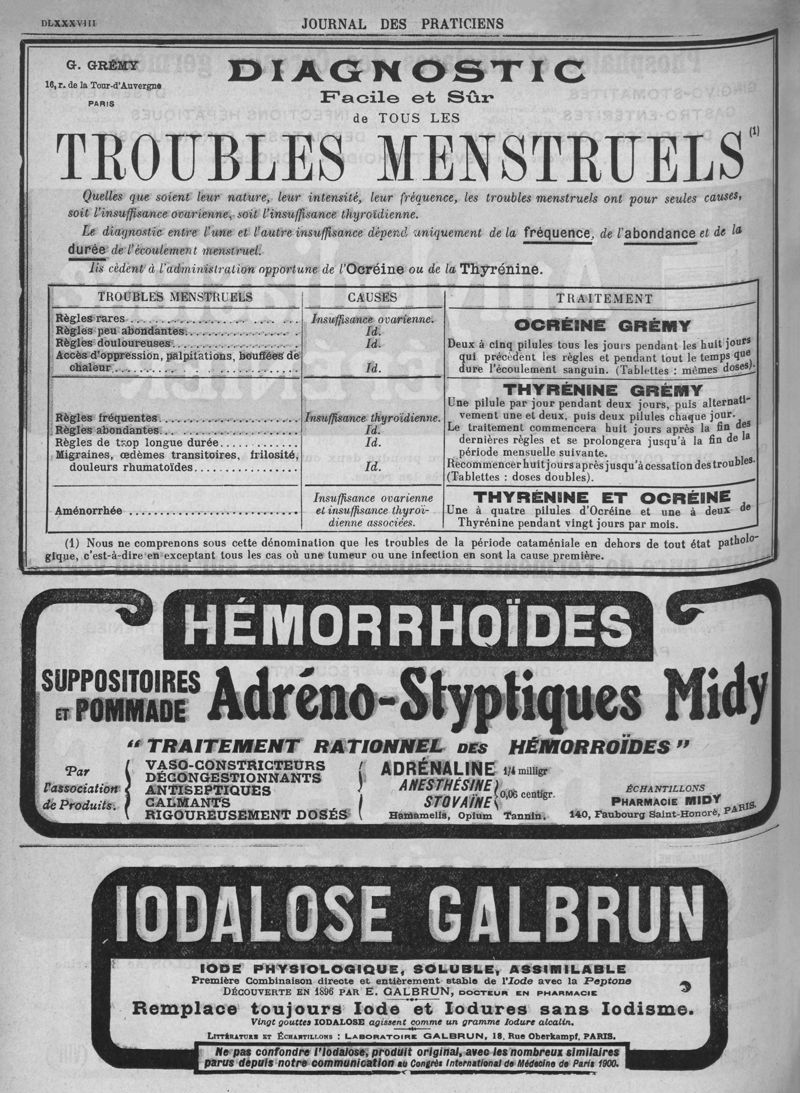 DLXXXVIII
JOURNAL DES PRATICIENS
G. GRÉMY
16, r. de la Tour-d'Auvergne
PARIS
DIAGNOSTIC
Facile et Sûr
de TOUS LES
TROUBLES MENSTRUELS (1)
Quelles que soient leur nature, leur intensité, leur fréquence, les troubles menstruels ont pour seules causes,
soit l'insuffisance ovarienne, soit l'insuffisance thyroïdienne.
Le diagnostic entre l'une et l'autre insuffisance dépend uniquement de la fréquence, de l'abondance et de la
durée de l'écoulement menstruel.
Ils cèdent à l'administration opportune de l'Ocréine ou de la Thyrénine.
TROUBLES MENSTRUELS
CAUSES
TRAITEMENT
Règles rares
Insuffisance ovarienne.
Règles peu abondantes
Id.
Règles douloureuses
Id.
Accès d'oppression, palpitations, bouffées de
chaleur
Id.
OCRÉINE GRÉMY
Deux à cinq pilules tous les jours pendant les huit jours
qui précèdent les règles et pendant tout le temps que
dure l'écoulement sanguin. (Tablettes : mêmes doses).
Règles fréquentes
Insuffisance thyroïdienne.
Règles abondantes
Id.
Règles de trop longue durée
Id.
Migraines, œdèmes transitoires, frilosité,
douleurs rhumatoïdes
Id.
THYRÉNINE GRÉMY
Une pilule par jour pendant deux jours, puis alternati-
vement une et deux, puis deux pilules chaque jour.
Le traitement commencera huit jours après la fin des
dernières règles et se prolongera jusqu'à la fin de la
période mensuelle suivante.
Recommencer huit jours après jusqu'à cessation des troubles.
(Tablettes : doses doubles).
Aménorrhée
Insuffisance ovarienne
et insuffisance thyroï-
dienne associées.
THYRÉNINE ET OCRÉINE
Une à quatre pilules d'Ocréine et une à deux de
Thyrénine pendant vingt jours par mois.
(1) Nous ne comprenons sous cette dénomination que les troubles de la période cataméniale en dehors de tout état patholo-
gique, c'est-à-dire en exceptant tous les cas où une tumeur ou une infection en sont la cause première.
HÉMORRHOÏDES
SUPPOSITOIRES
ET POMMADE
Adréno-Styptiques Midy
"TRAITEMENT RATIONNEL DES HÉMORROÏDES"
Par
l'association
de Produits.
VASO-CONSTRICTEURS
DÉCONGESTIONNANTS
ANTISEPTIQUES
CALMANTS
RIGOUREUSEMENT DOSÉS
ADRÉNALINE 1/4 milligr
ANESTHÉSINE
STOVAÏNE
0,06 centigr.
Hamamelis, Opium Tannin.
ÉCHANTILLONS
PHARMACIE MIDY
140, Faubourg Saint-Honoré, PARIS.
IODALOSE GALBRUN
IODE PHYSIOLOGIQUE, SOLUBLE, ASSIMILABLE
Première Combinaison directe et entièrement stable de l'Iode avec la Peptone
DÉCOUVERTE EN 1896 PAR E. GALBRUN, DOCTEUR EN PHARMACIE
Remplace toujours Iode et Iodures sans Iodisme.
Vingt gouttes IODALOSE agissent comme un gramme Iodure alcalin.
LITTÉRATURE ET ÉCHANTILLONS : LABORATOIRE GALBRUN, 18, Rue Oberkampf, PARIS.
Ne pas confondre l'Iodalose, produit original, avec les nombreux similaires
parus depuis notre communication au Congrès International de Médecine de Paris 1900.